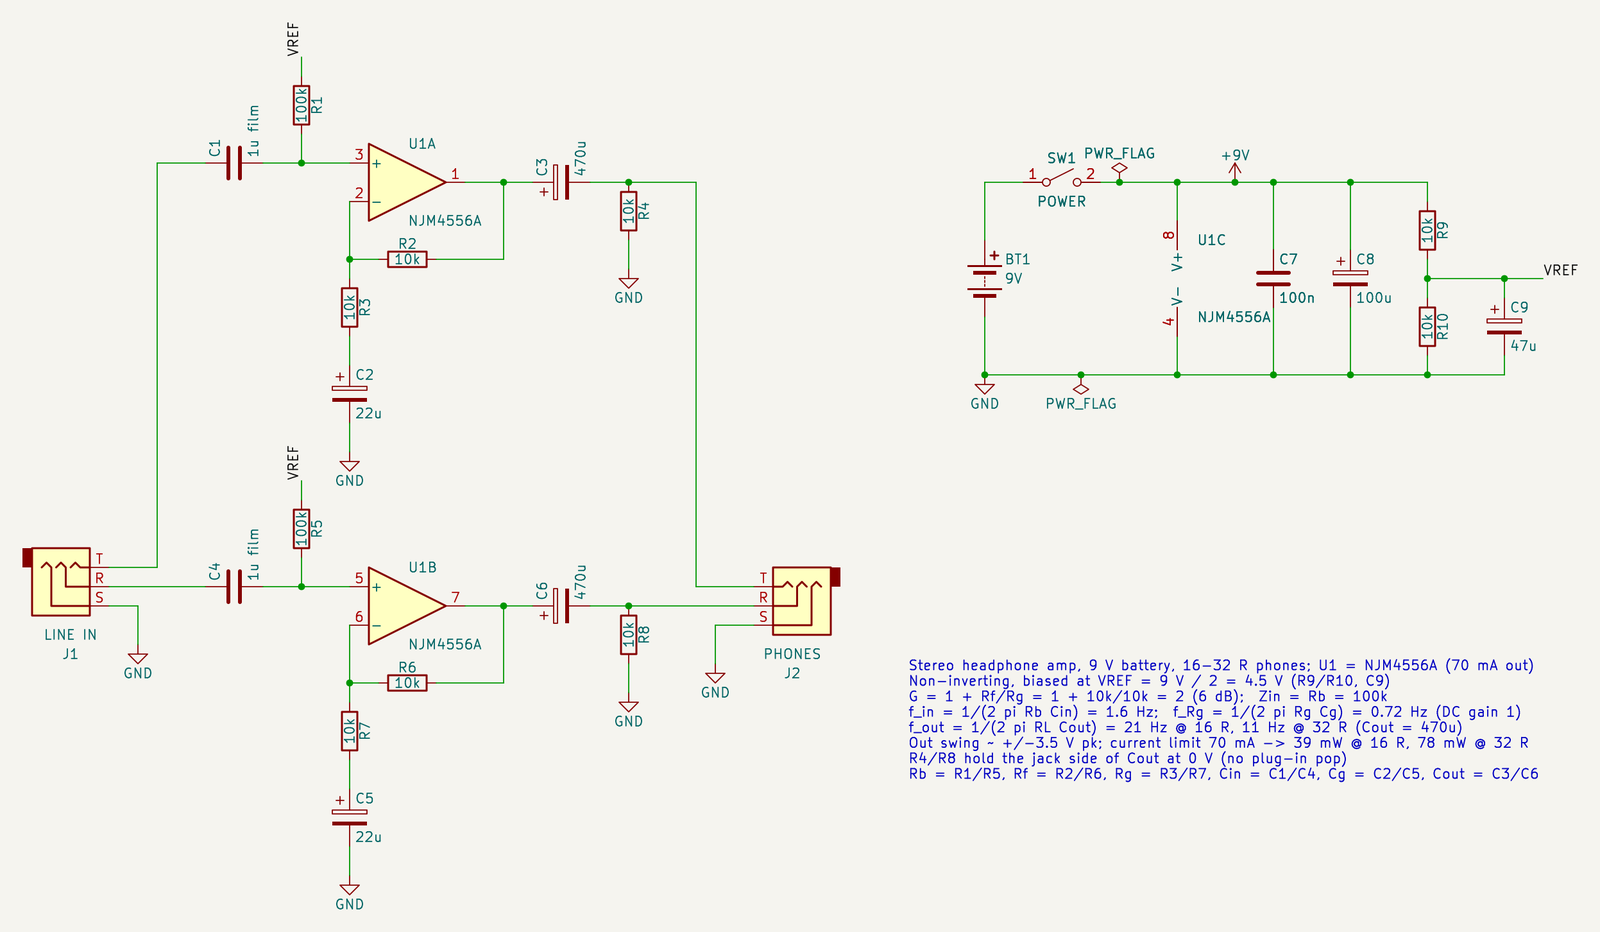 VREF
100k
R1
C1
1u film
3
+
2
−
U1A
NJM4556A
1
C3
470u
+
R2
10k
10k
R4
GND
10k
R3
+
C2
22u
GND
VREF
100k
R5
C4
1u film
5
+
6
−
U1B
NJM4556A
7
C6
470u
+
R6
10k
10k
R8
GND
10k
R7
+
C5
22u
GND
T
R
S
LINE IN
J1
GND
T
R
S
PHONES
J2
GND
SW1
1
2
POWER
PWR_FLAG
+9V
+
BT1
9V
GND
PWR_FLAG
8
V+
V-
4
U1C
NJM4556A
C7
100n
+
C8
100u
10k
R9
10k
R10
VREF
+
C9
47u
Stereo headphone amp, 9 V battery, 16-32 R phones; U1 = NJM4556A (70 mA out)
Non-inverting, biased at VREF = 9 V / 2 = 4.5 V (R9/R10, C9)
G = 1 + Rf/Rg = 1 + 10k/10k = 2 (6 dB);  Zin = Rb = 100k
f_in = 1/(2 pi Rb Cin) = 1.6 Hz;  f_Rg = 1/(2 pi Rg Cg) = 0.72 Hz (DC gain 1)
f_out = 1/(2 pi RL Cout) = 21 Hz @ 16 R, 11 Hz @ 32 R (Cout = 470u)
Out swing ~ +/-3.5 V pk; current limit 70 mA -> 39 mW @ 16 R, 78 mW @ 32 R
R4/R8 hold the jack side of Cout at 0 V (no plug-in pop)
Rb = R1/R5, Rf = R2/R6, Rg = R3/R7, Cin = C1/C4, Cg = C2/C5, Cout = C3/C6